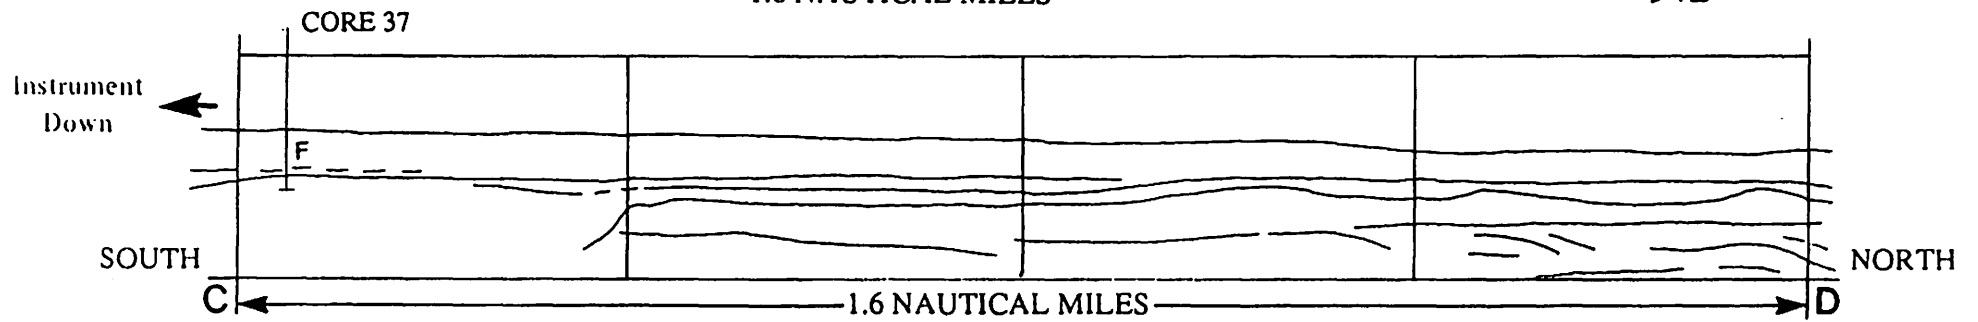 CORE 37
Instrument
Down
F
SOUTH
NORTH
C
1.6 NAUTICAL MILES
D